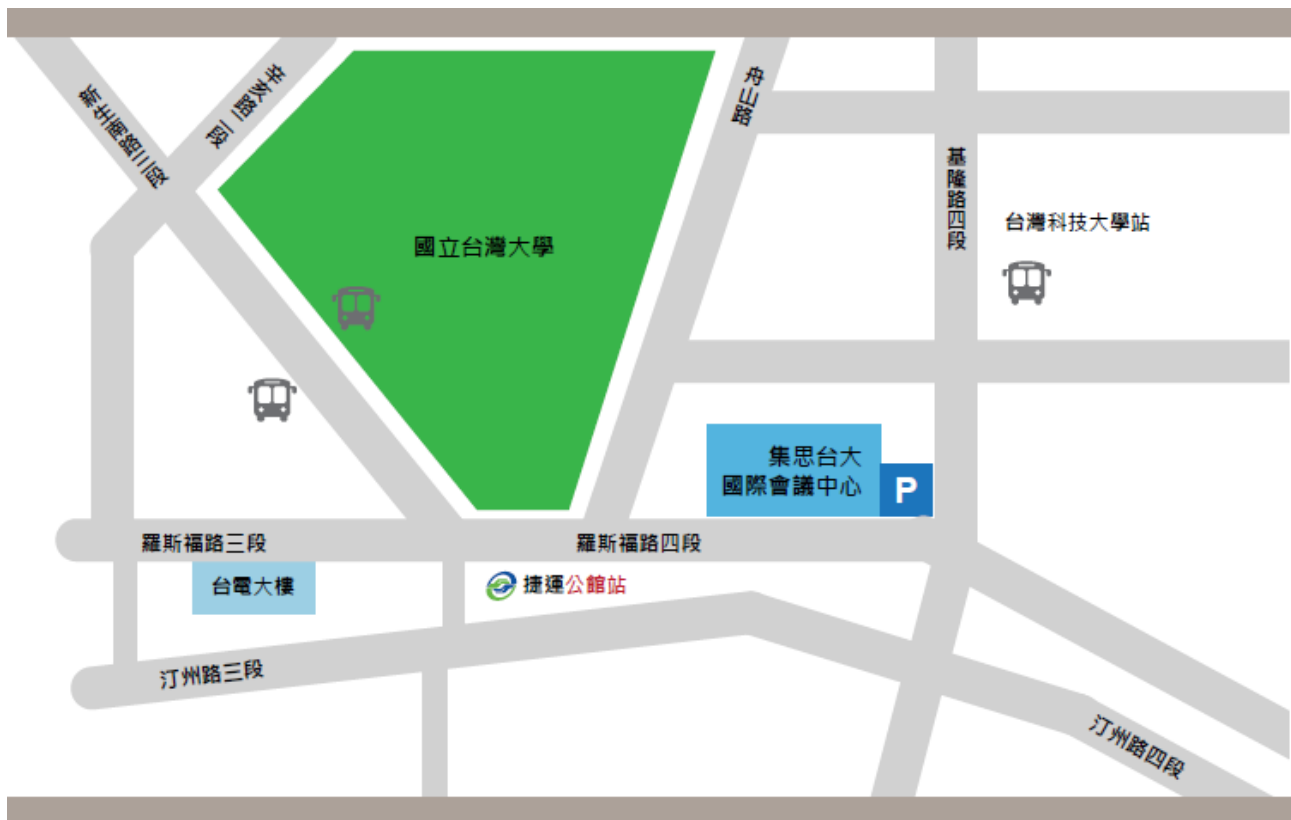 辛亥路一段
新生南路三段
舟山路
基隆路四段
台灣科技大學站
國立台灣大學
集思台大
國際會議中心
P
羅斯福路三段
羅斯福路四段
台電大樓
捷運公館站
汀州路三段
汀州路四段